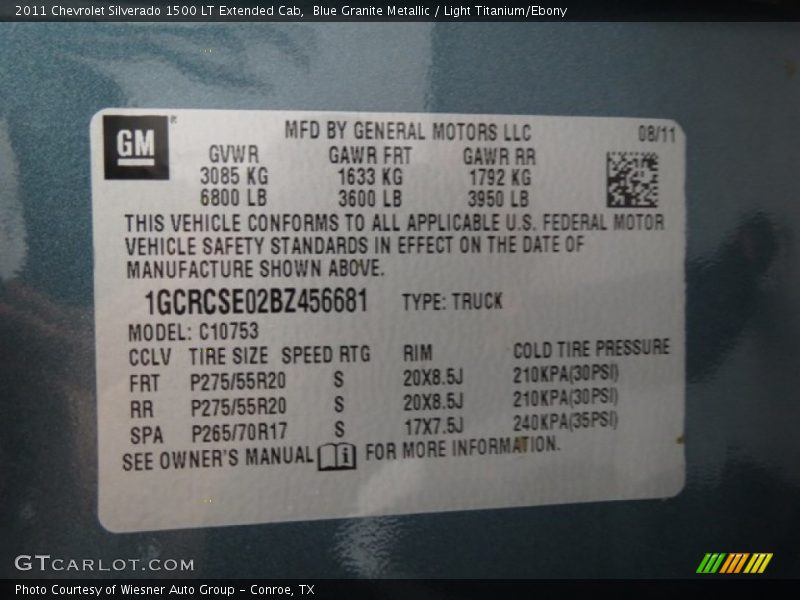 2011 Chevrolet Silverado 1500 LT Extended Cab,  Blue Granite Metallic / Light Titanium/Ebony
GM ®
MFD BY GENERAL MOTORS LLC 08/11
GVWR GAWR FRT GAWR RR
3085 KG 1633 KG 1792 KG
6800 LB 3600 LB 3950 LB
THIS VEHICLE CONFORMS TO ALL APPLICABLE U.S. FEDERAL MOTOR
VEHICLE SAFETY STANDARDS IN EFFECT ON THE DATE OF
MANUFACTURE SHOWN ABOVE.
1GCRCSE02BZ456681 TYPE: TRUCK
MODEL: C10753
CCLV TIRE SIZE SPEED RTG RIM COLD TIRE PRESSURE
FRT P275/55R20 S 20X8.5J 210KPA(30PSI)
RR P275/55R20 S 20X8.5J 210KPA(30PSI)
SPA P265/70R17 S 17X7.5J 240KPA(35PSI)
SEE OWNER'S MANUAL i FOR MORE INFORMATION.
GTCARLOT.COM
Photo Courtesy of Wiesner Auto Group - Conroe, TX